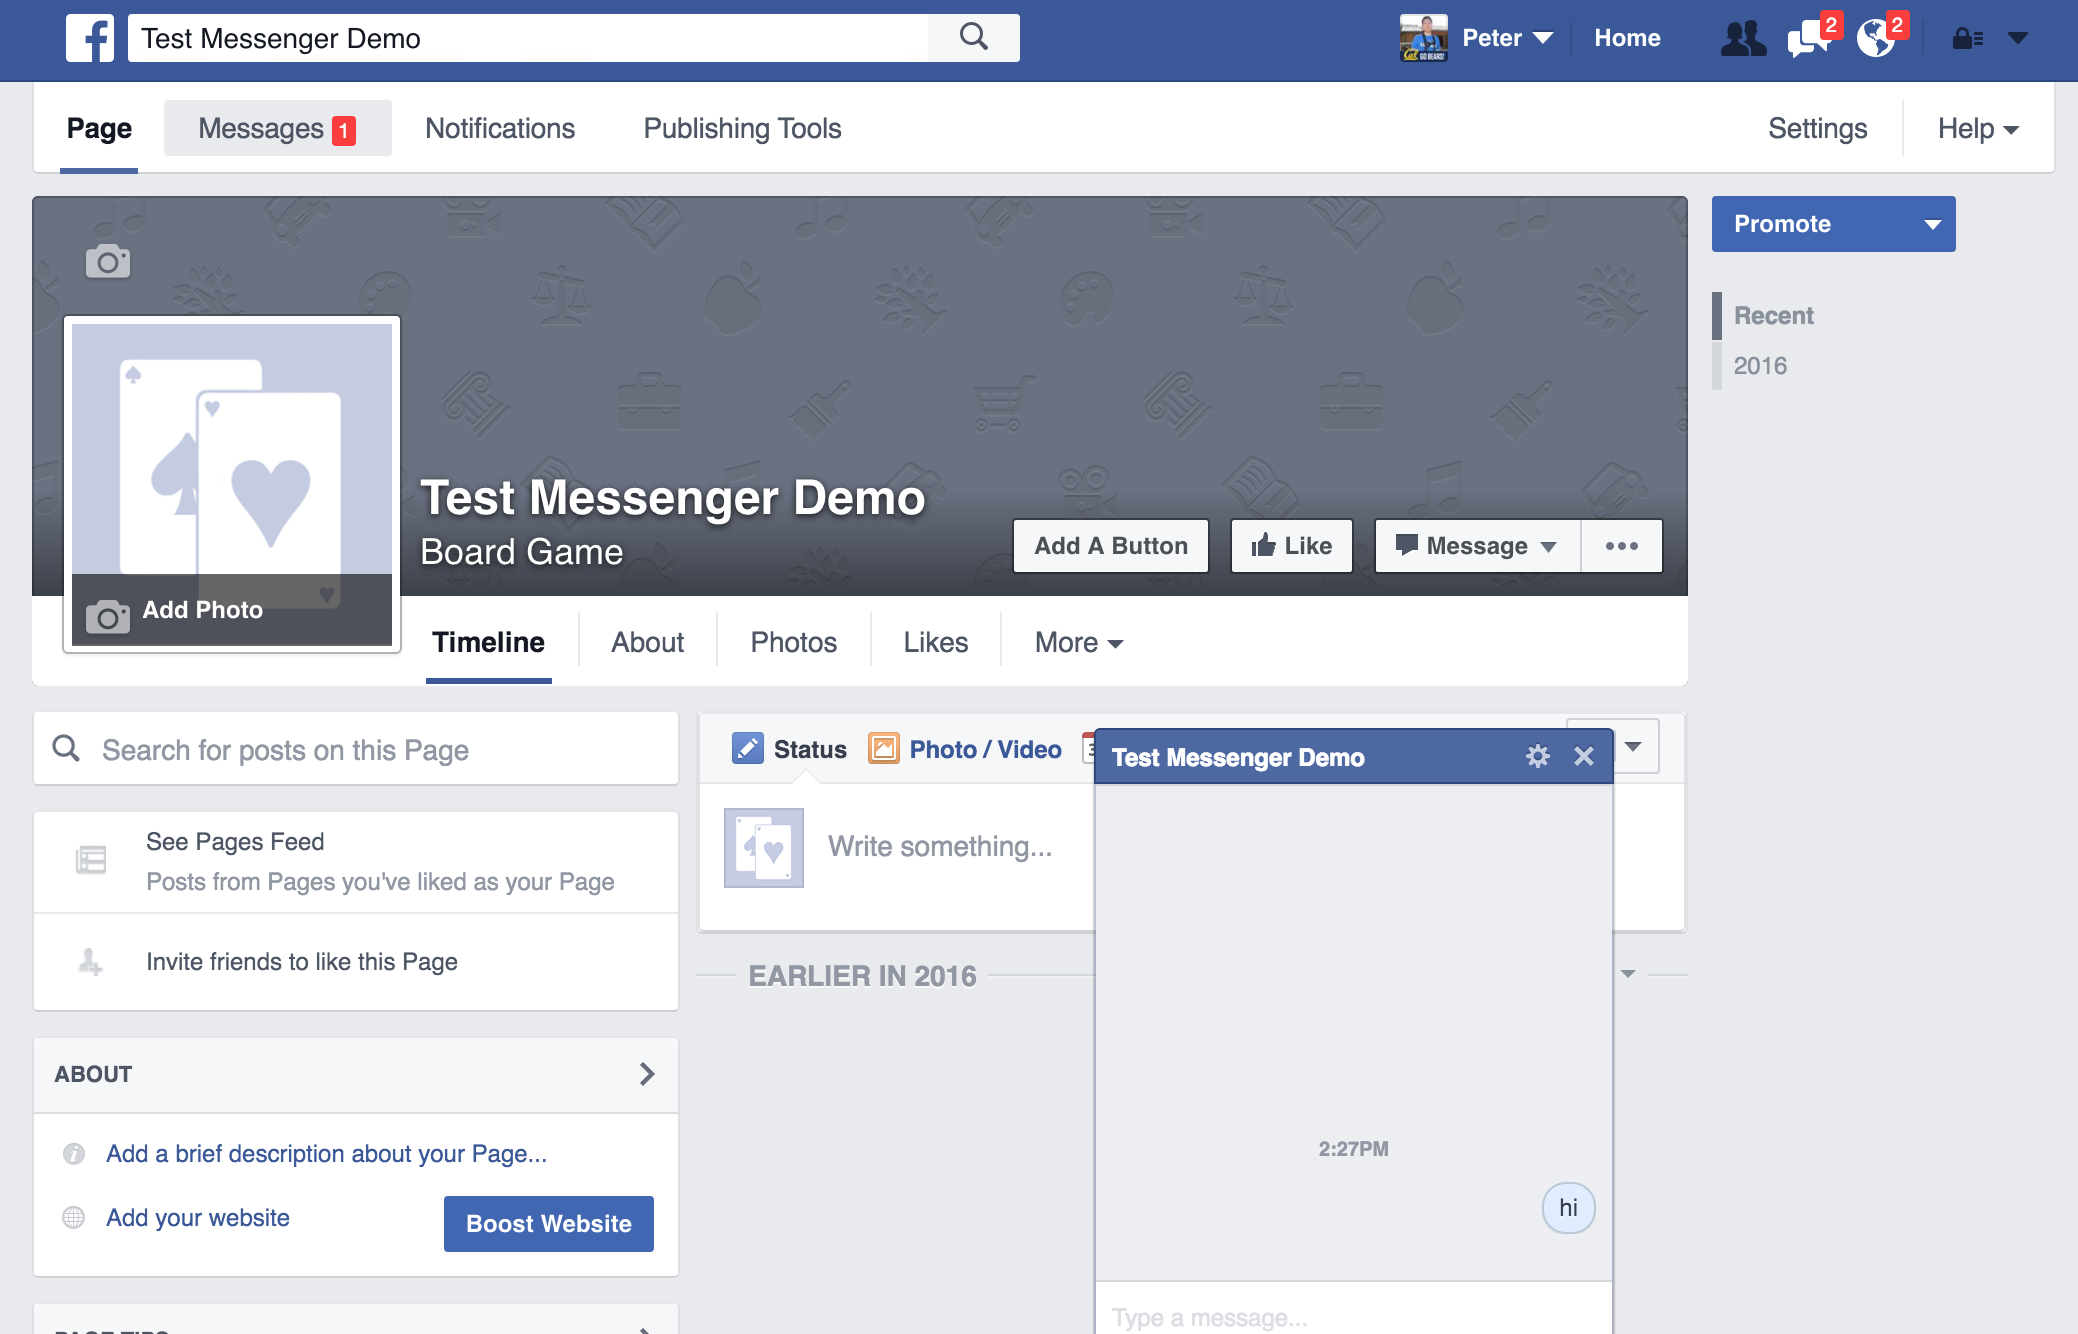 Test Messenger Demo
Peter
Home
2
2
GO BEARS!
Page
Messages 1
Notifications
Publishing Tools
Settings
Help
Promote
Recent
2016
Test Messenger Demo
Board Game
Add A Button
Like
Message
Add Photo
Timeline
About
Photos
Likes
More
Search for posts on this Page
See Pages Feed
Posts from Pages you've liked as your Page
Invite friends to like this Page
ABOUT
Add a brief description about your Page...
Add your website
Boost Website
Status
Photo / Video
Write something...
EARLIER IN 2016
Test Messenger Demo
2:27PM
hi
Type a message...
PAGE TIPS